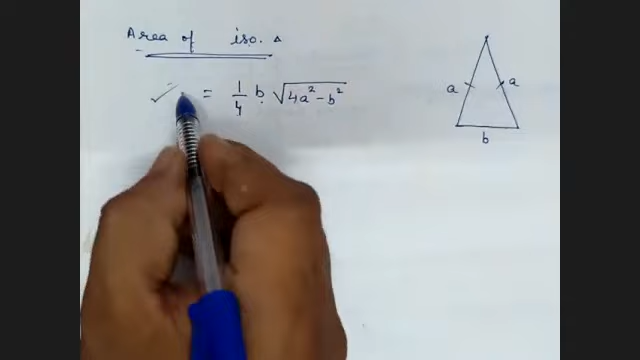 Area of iso. △
= 1/4 b √(4a² - b²)
a a
b